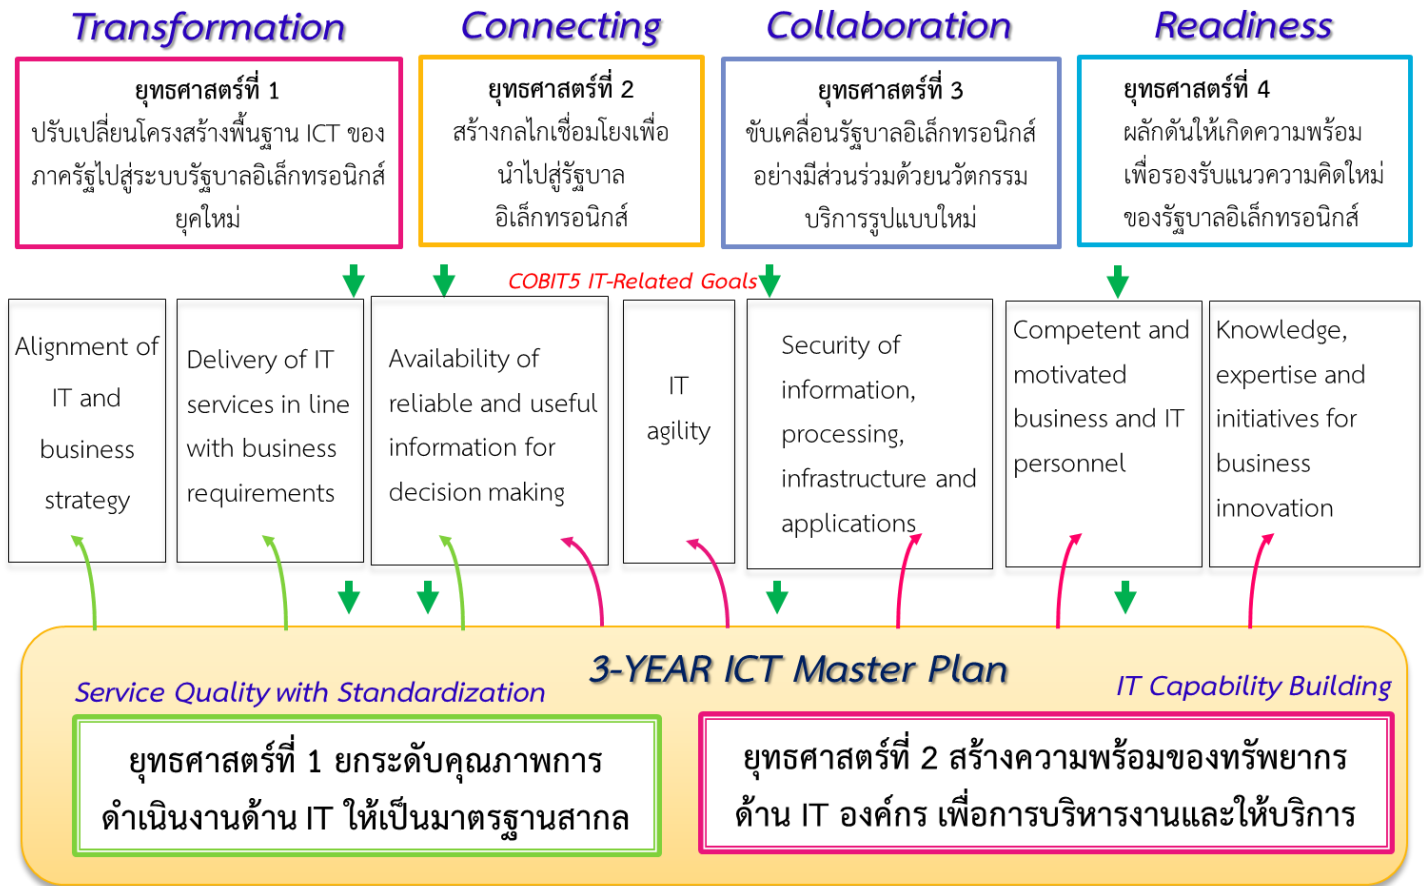 Transformation
Connecting
Collaboration
Readiness
ยุทธศาสตร์ที่ 1
ปรับเปลี่ยนโครงสร้างพื้นฐาน ICT ของ
ภาครัฐไปสู่ระบบรัฐบาลอิเล็กทรอนิกส์
ยุคใหม่
ยุทธศาสตร์ที่ 2
สร้างกลไกเชื่อมโยงเพื่อ
นำไปสู่รัฐบาล
อิเล็กทรอนิกส์
ยุทธศาสตร์ที่ 3
ขับเคลื่อนรัฐบาลอิเล็กทรอนิกส์
อย่างมีส่วนร่วมด้วยนวัตกรรม
บริการรูปแบบใหม่
ยุทธศาสตร์ที่ 4
ผลักดันให้เกิดความพร้อม
เพื่อรองรับแนวความคิดใหม่
ของรัฐบาลอิเล็กทรอนิกส์
COBIT5 IT-Related Goals
Alignment of
IT and
business
strategy
Delivery of IT
services in line
with business
requirements
Availability of
reliable and useful
information for
decision making
IT
agility
Security of
information,
processing,
infrastructure and
applications
Competent and
motivated
business and IT
personnel
Knowledge,
expertise and
initiatives for
business
innovation
3-YEAR ICT Master Plan
Service Quality with Standardization
IT Capability Building
ยุทธศาสตร์ที่ 1 ยกระดับคุณภาพการ
ดำเนินงานด้าน IT ให้เป็นมาตรฐานสากล
ยุทธศาสตร์ที่ 2 สร้างความพร้อมของทรัพยากร
ด้าน IT องค์กร เพื่อการบริหารงานและให้บริการ